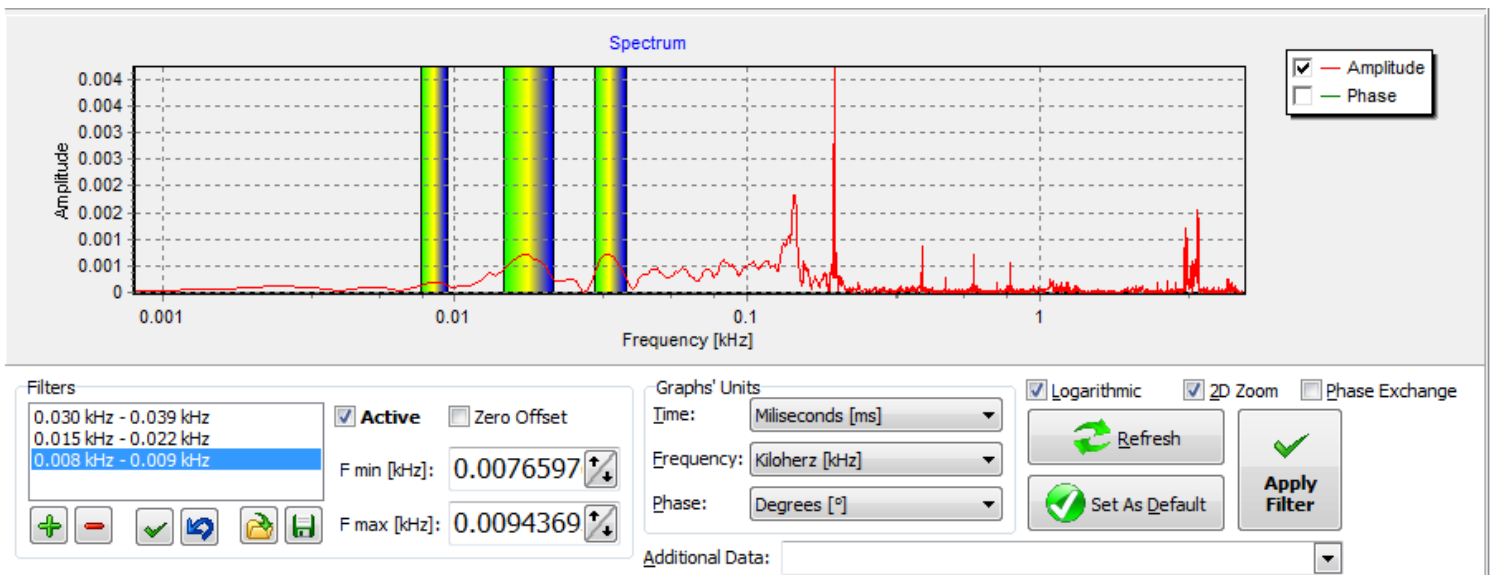 Spectrum
Amplitude
Phase
0.004
0.004
0.003
0.003
0.002
0.002
0.001
0.001
0
Amplitude
0.001 0.01 0.1 1
Frequency [kHz]
Filters
0.030 kHz - 0.039 kHz
0.015 kHz - 0.022 kHz
0.008 kHz - 0.009 kHz
Active Zero Offset
F min [kHz]: 0.0076597
F max [kHz]: 0.0094369
Graphs' Units
Time: Miliseconds [ms]
Frequency: Kiloherz [kHz]
Phase: Degrees [º]
Logarithmic 2D Zoom Phase Exchange
Refresh
Set As Default
Apply
Filter
Additional Data: